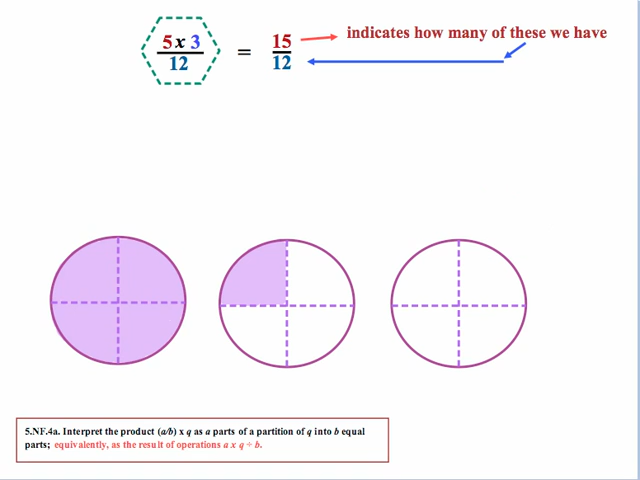 5 x 3 / 12 = 15 / 12 indicates how many of these we have
5.NF.4a. Interpret the product (a/b) x q as a parts of a partition of q into b equal
parts; equivalently, as the result of operations a x q ÷ b.